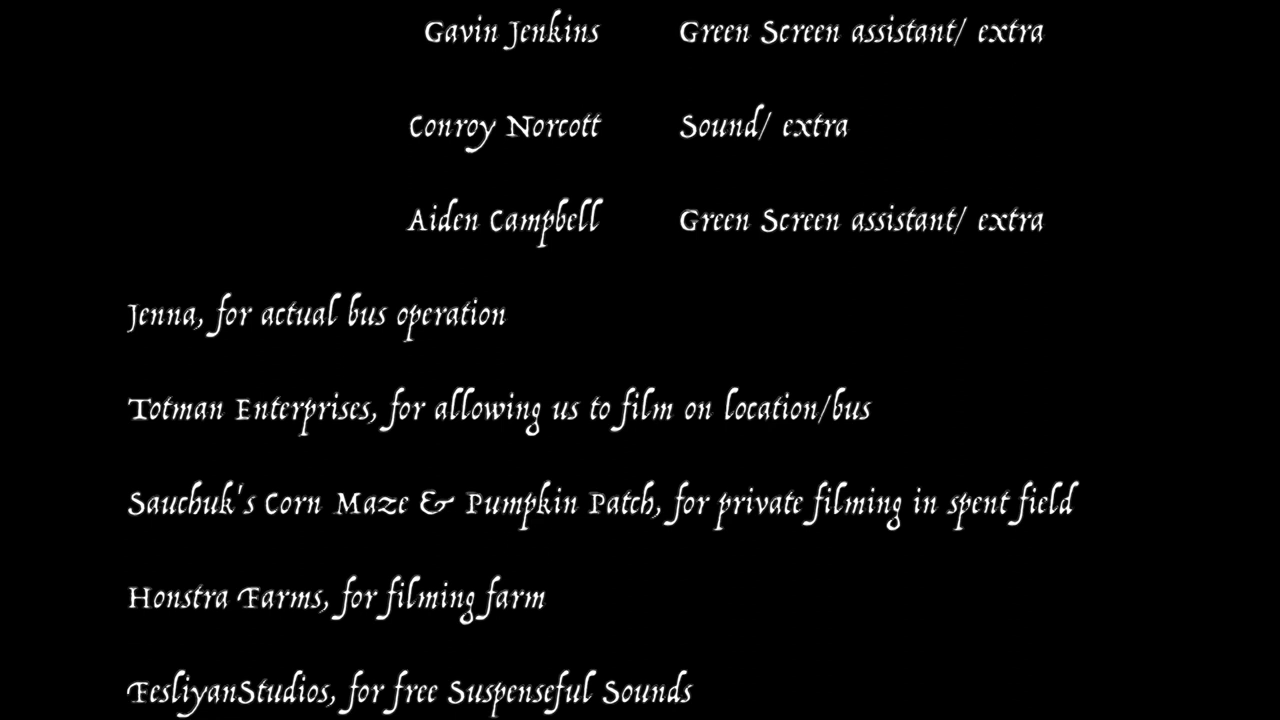 Gavin Jenkins Green Screen assistant/ extra
Conroy Norcott Sound/ extra
Aiden Campbell Green Screen assistant/ extra
Jenna, for actual bus operation
Totman Enterprises, for allowing us to film on location/bus
Sauchuk's Corn Maze & Pumpkin Patch, for private filming in spent field
Honstra Farms, for filming farm
FesliyanStudios, for free Suspenseful Sounds